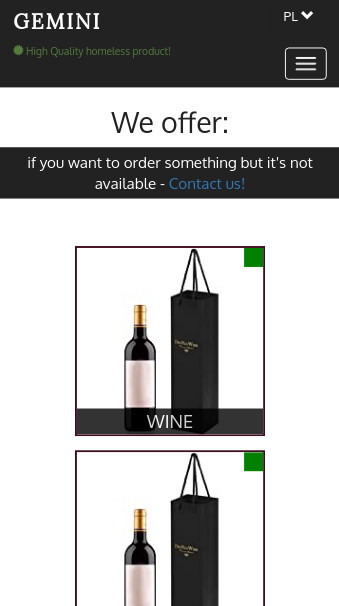 GEMINI
PL
High Quality homeless product!
We offer:
if you want to order something but it's not
available - Contact us!
WINE